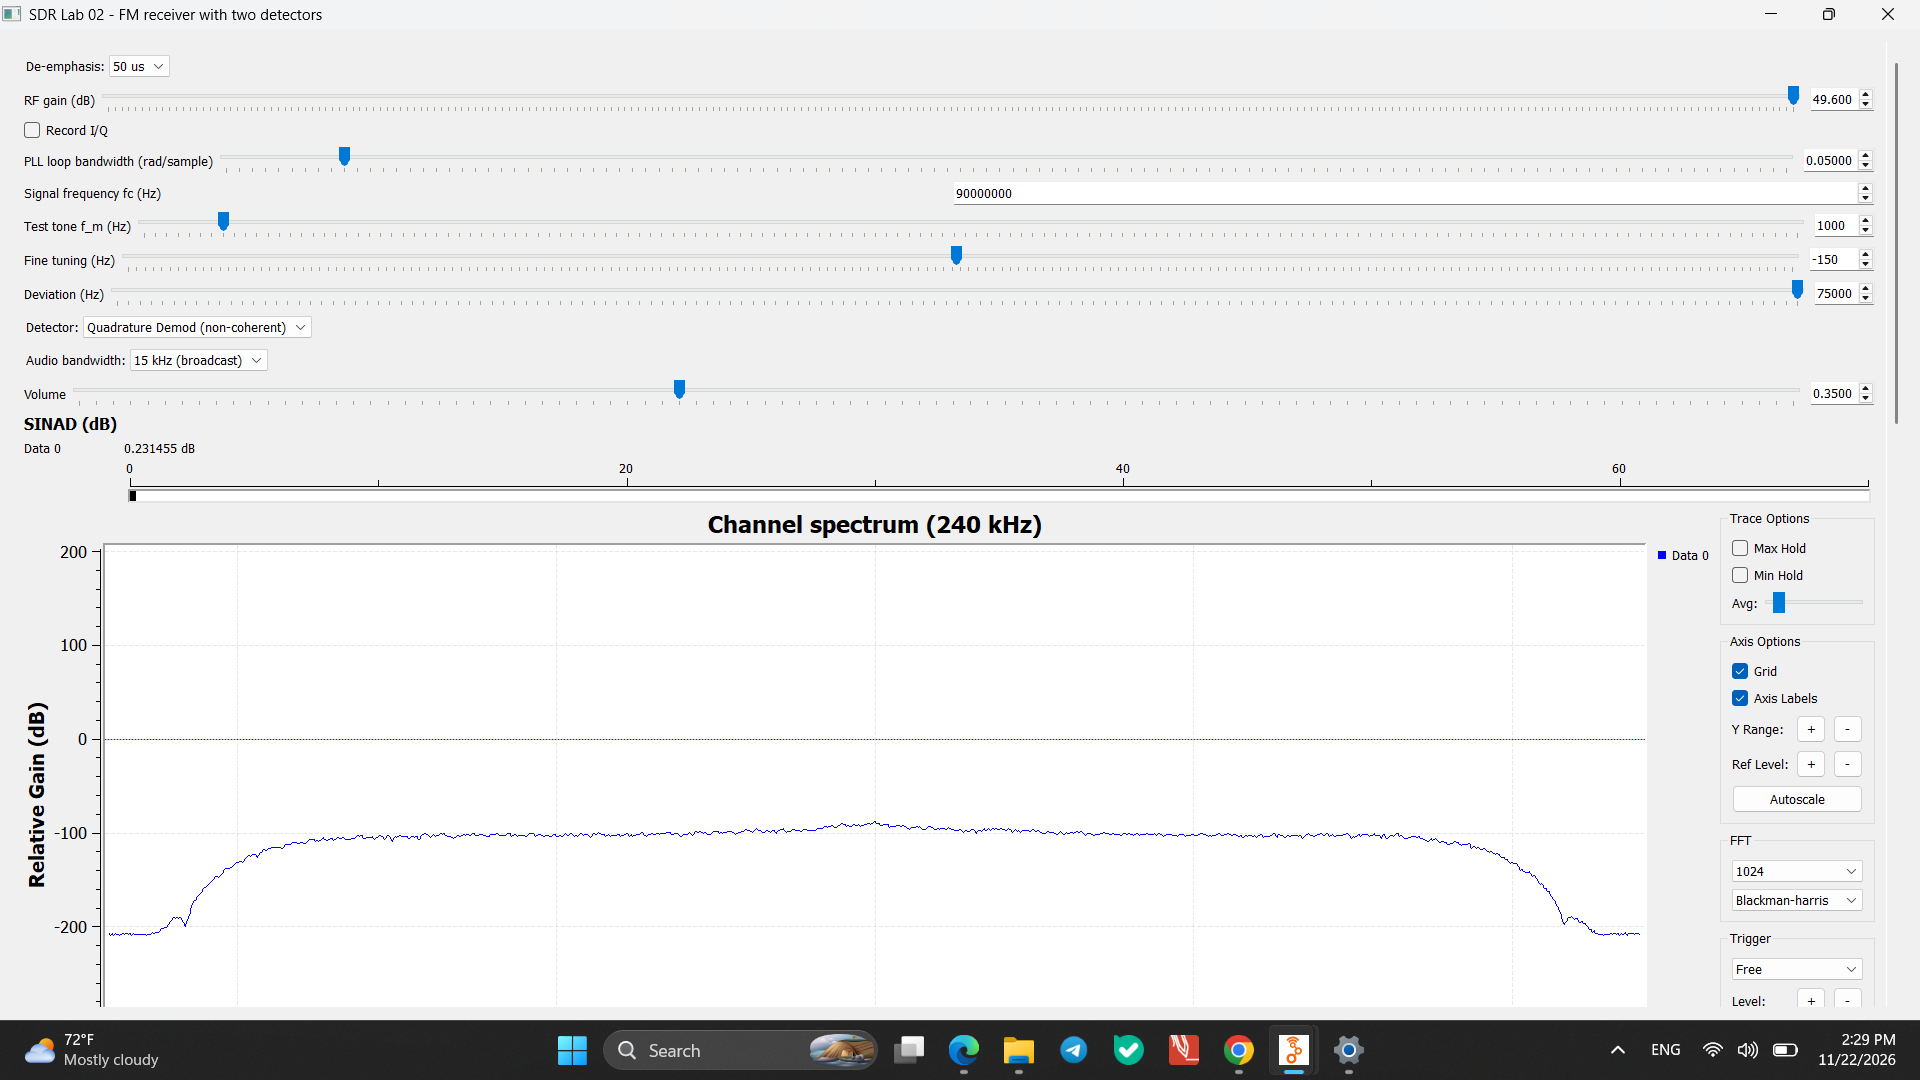 SDR Lab 02 - FM receiver with two detectors
De-emphasis: 50 us
RF gain (dB) 49.600
Record I/Q
PLL loop bandwidth (rad/sample) 0.05000
Signal frequency fc (Hz) 90000000
Test tone f_m (Hz) 1000
Fine tuning (Hz) -150
Deviation (Hz) 75000
Detector: Quadrature Demod (non-coherent)
Audio bandwidth: 15 kHz (broadcast)
Volume 0.3500
SINAD (dB)
Data 0 0.231455 dB
0 20 40 60
Channel spectrum (240 kHz)
200
100
0
-100
-200
Relative Gain (dB)
Data 0
Trace Options
Max Hold
Min Hold
Avg:
Axis Options
Grid
Axis Labels
Y Range: + -
Ref Level: + -
Autoscale
FFT
1024
Blackman-harris
Trigger
Free
Level: + -
72°F
Mostly cloudy
Search
ENG
2:29 PM
11/22/2026